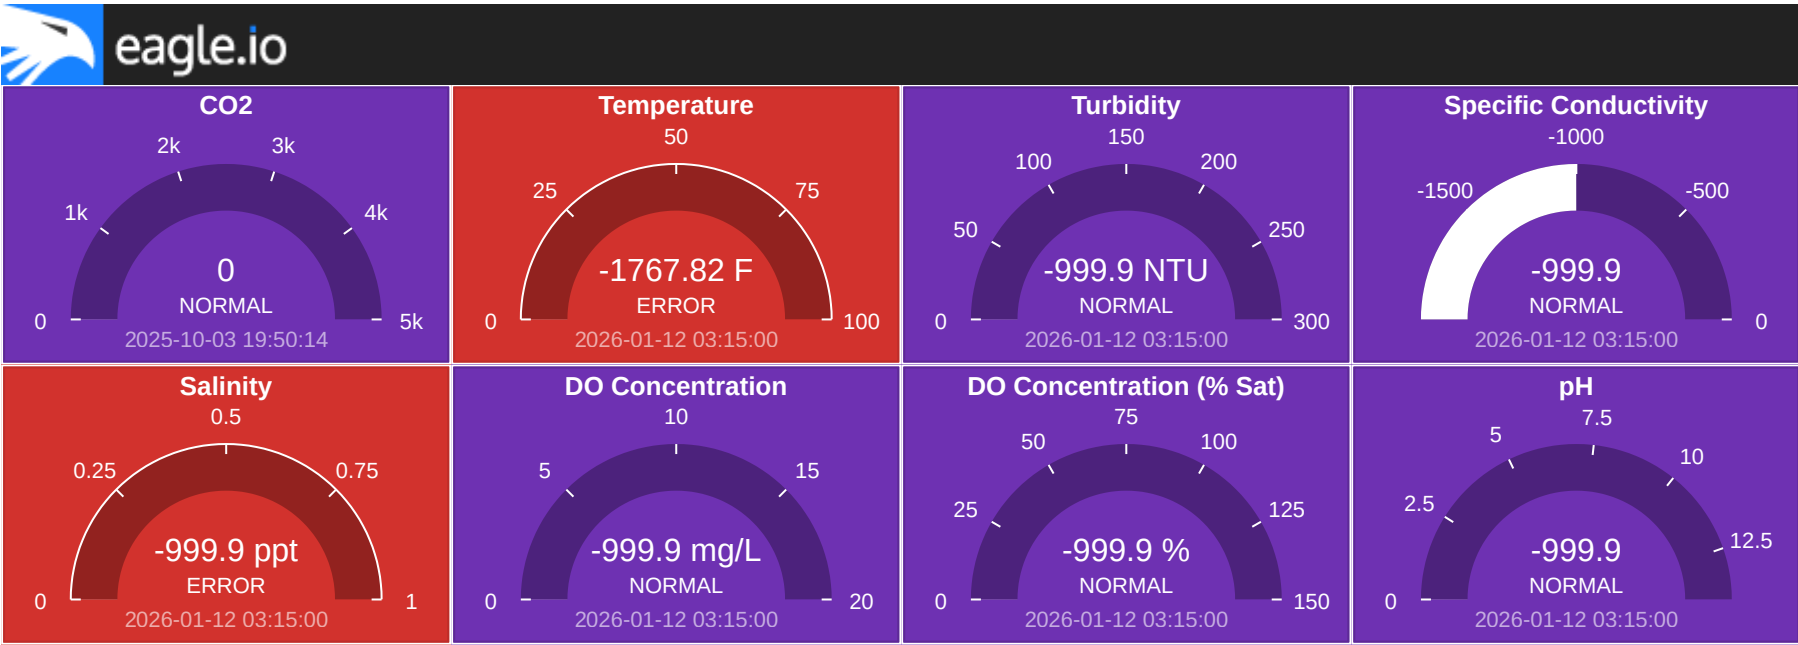 eagle.io
CO2
2k
3k
1k
4k
0
NORMAL
0
5k
2025-10-03 19:50:14
Temperature
50
25
75
-1767.82 F
ERROR
0
100
2026-01-12 03:15:00
Turbidity
150
100
200
50
250
-999.9 NTU
NORMAL
0
300
2026-01-12 03:15:00
Specific Conductivity
-1000
-1500
-500
-999.9
NORMAL
0
2026-01-12 03:15:00
Salinity
0.5
0.25
0.75
-999.9 ppt
ERROR
0
1
2026-01-12 03:15:00
DO Concentration
10
5
15
-999.9 mg/L
NORMAL
0
20
2026-01-12 03:15:00
DO Concentration (% Sat)
75
50
100
25
125
-999.9 %
NORMAL
0
150
2026-01-12 03:15:00
pH
7.5
5
10
2.5
12.5
-999.9
NORMAL
0
2026-01-12 03:15:00